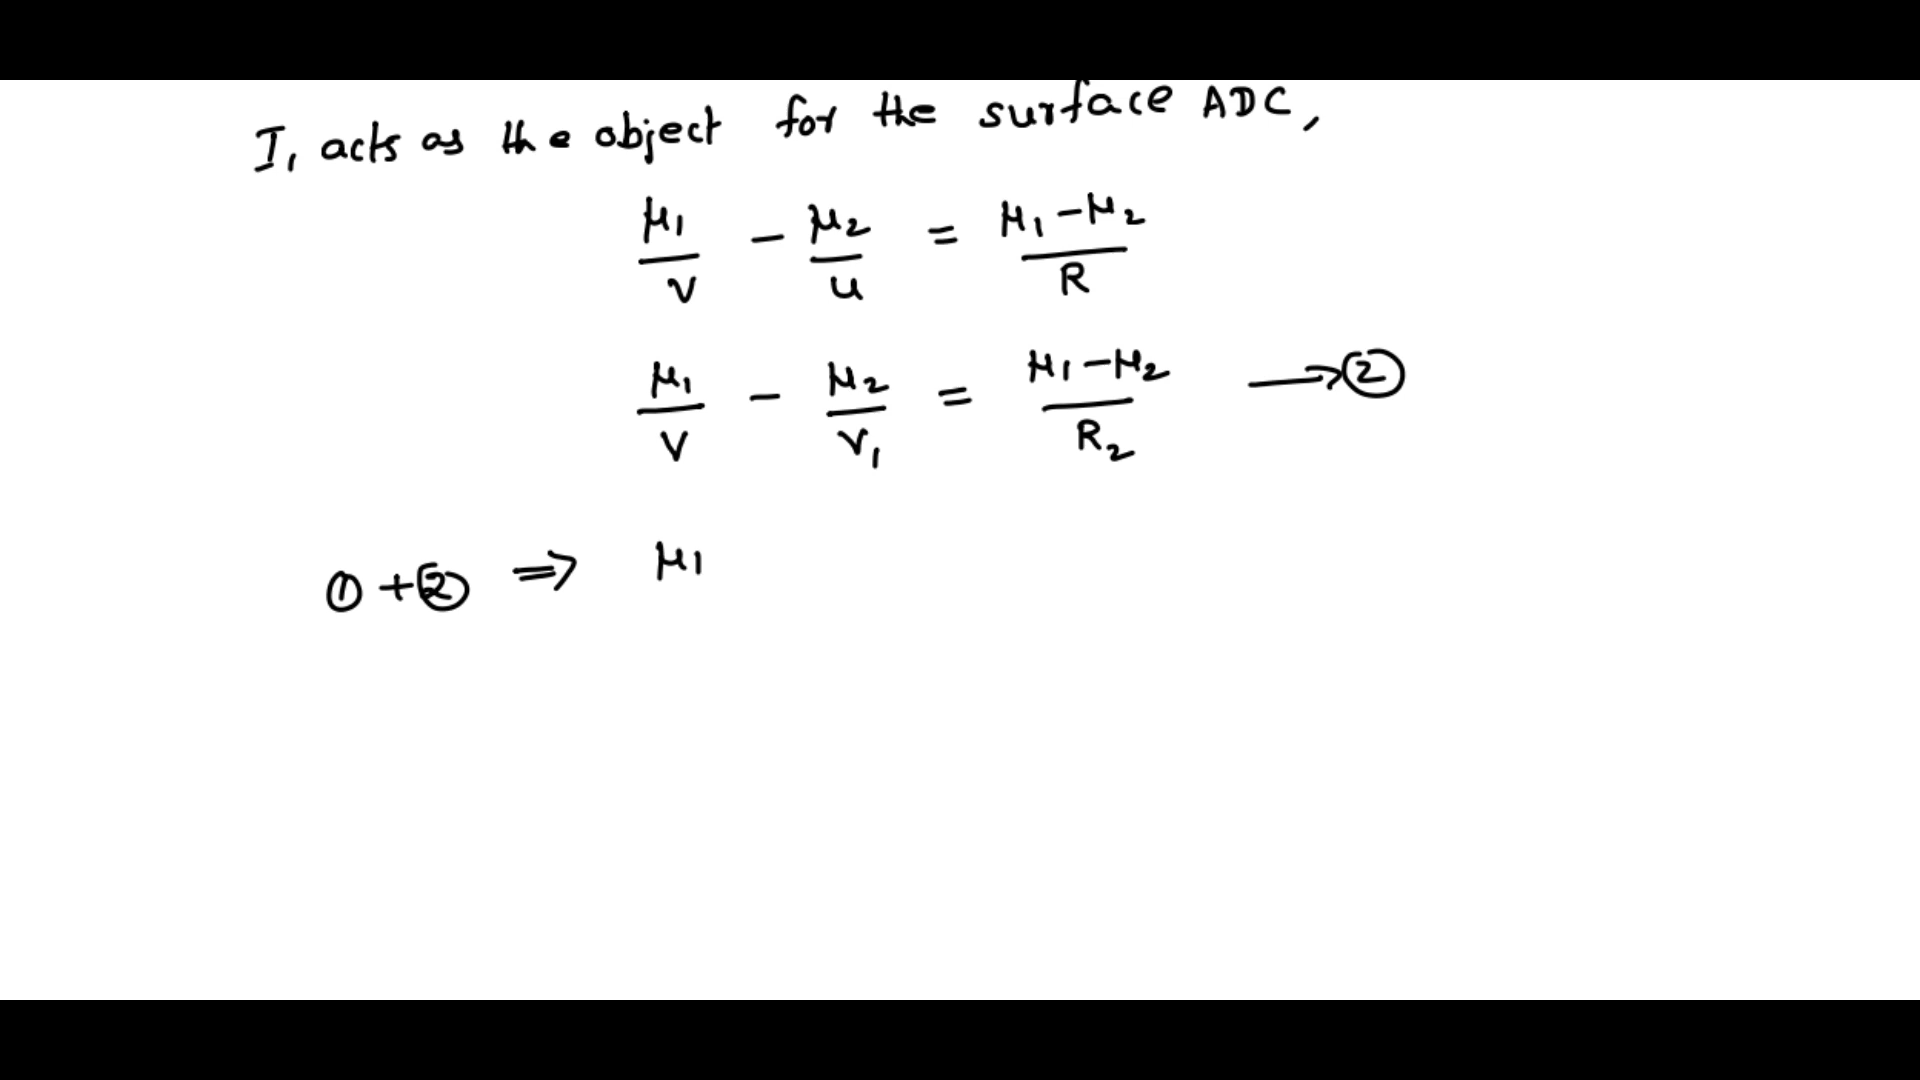 I₁ acts as the object for the surface ADC,
μ₁/v − μ₂/u = μ₁−μ₂/R
μ₁/v − μ₂/v₁ = μ₁−μ₂/R₂ ⟶ ②
① + ② ⇒ μ₁